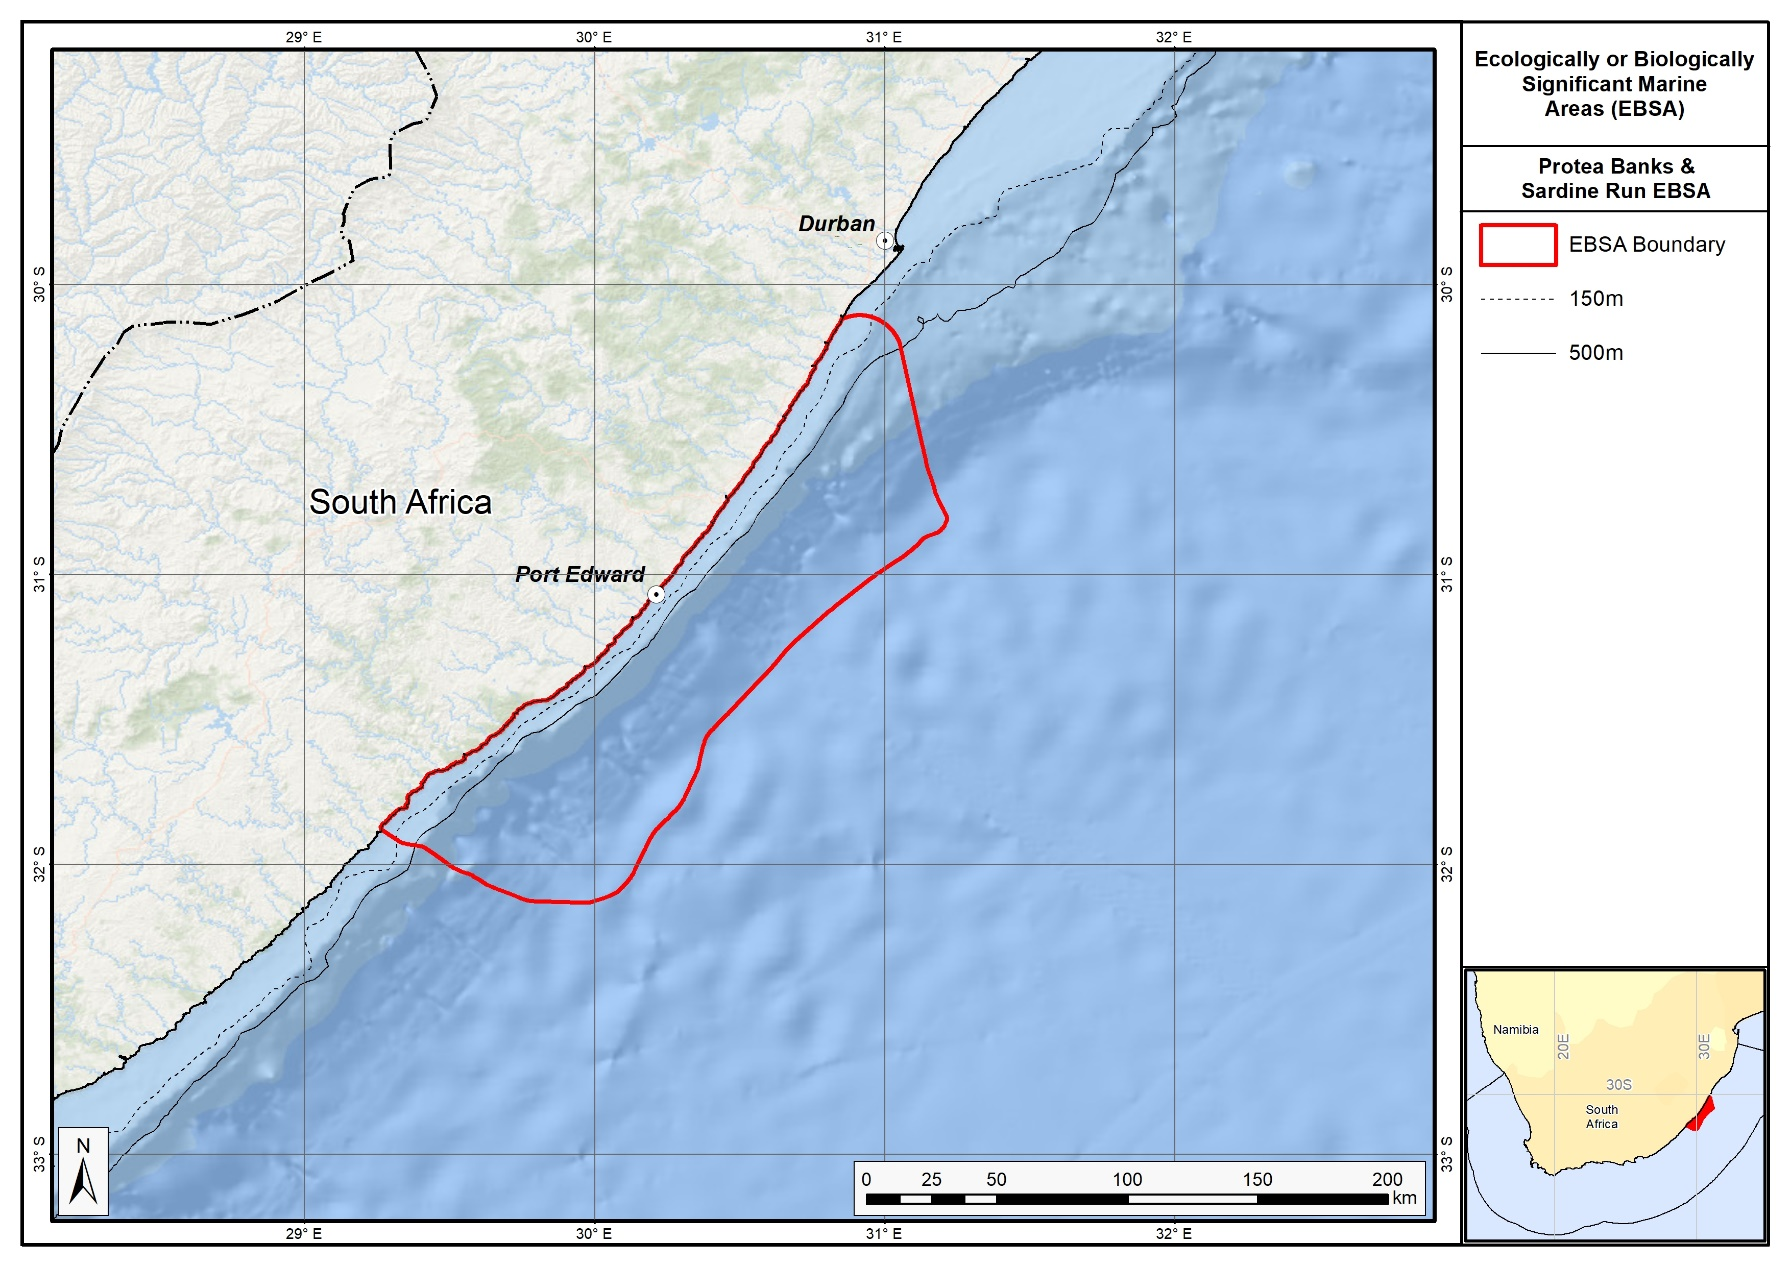 29° E 30° E 31° E 32° E
Ecologically or Biologically
Significant Marine
Areas (EBSA)
Protea Banks &
Sardine Run EBSA
EBSA Boundary
150m
500m
Durban
30° S 30° S
South Africa
Port Edward
31° S 31° S
32° S 32° S
33° S 33° S
N
0 25 50 100 150 200
km
29° E 30° E 31° E 32° E
Namibia
20E
30E
30S
South
Africa